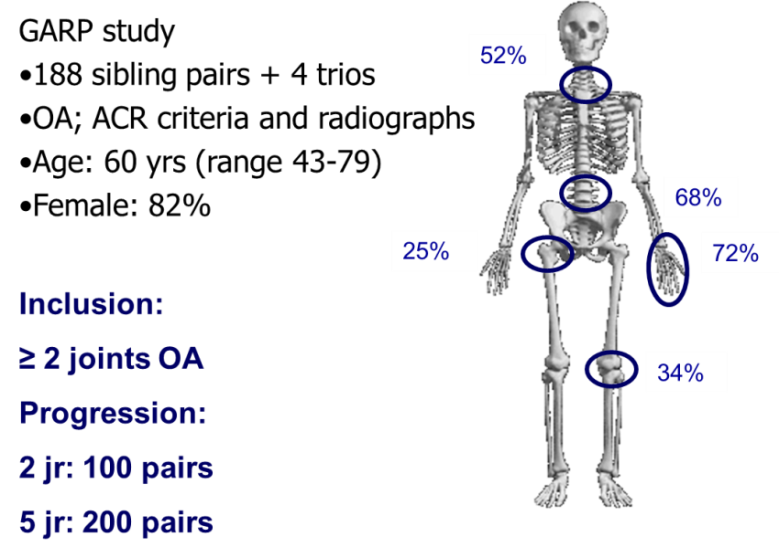 GARP study
•188 sibling pairs + 4 trios
•OA; ACR criteria and radiographs
•Age: 60 yrs (range 43-79)
•Female: 82%
Inclusion:
≥ 2 joints OA
Progression:
2 jr: 100 pairs
5 jr: 200 pairs
52%
68%
25%
72%
34%